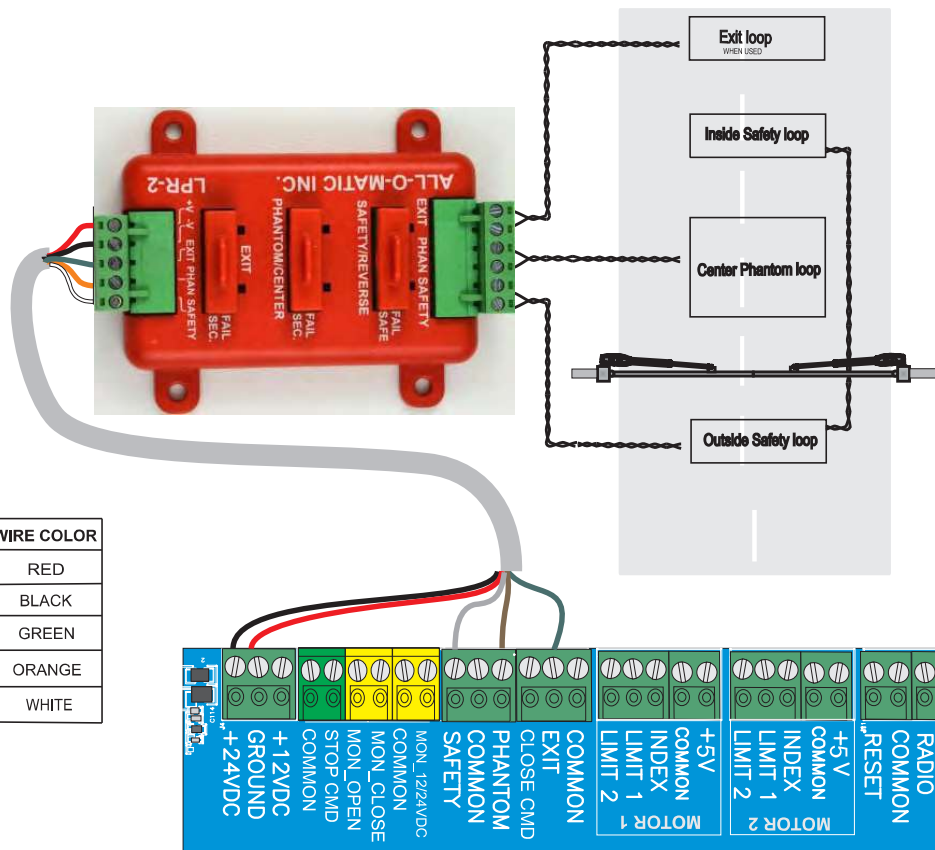 Exit loop
WHEN USED
Inside Safety loop
Center Phantom loop
Outside Safety loop
ALL-O-MATIC INC.
LPR-2
+V -V EXIT PHAN SAFETY
EXIT
FAIL SEC.
PHANTOM/CENTER
FAIL SEC.
SAFETY/REVERSE
FAIL SAFE
EXIT PHAN SAFETY
WIRE COLOR
RED
BLACK
GREEN
ORANGE
WHITE
+24VDC
GROUND
+12VDC
COMMON
STOP CMD
MON_OPEN
MON_CLOSE
COMMON
MON_12/24VDC
SAFETY
COMMON
PHANTOM
CLOSE CMD
EXIT
COMMON
LIMIT 2
LIMIT 1
INDEX
COMMON
+5V
MOTOR 1
LIMIT 2
LIMIT 1
INDEX
COMMON
+5V
MOTOR 2
RESET
COMMON
RADIO